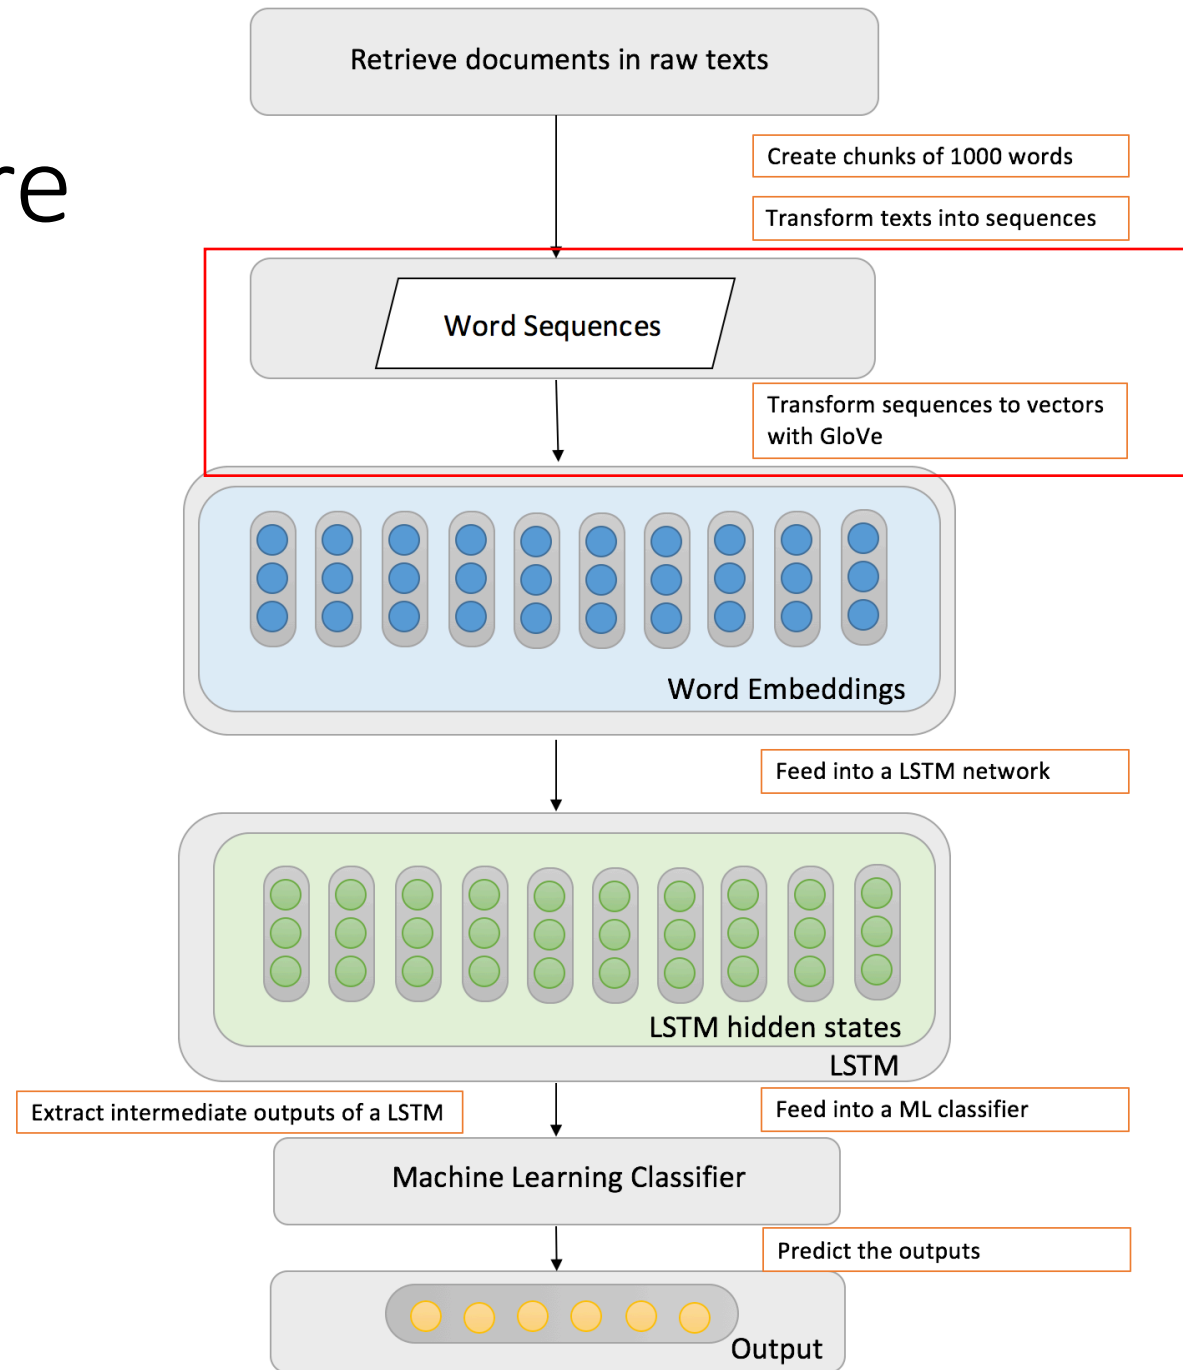 Retrieve documents in raw texts
Create chunks of 1000 words
re
Transform texts into sequences
Word Sequences
Transform sequences to vectors
with GloVe
Word Embeddings
Feed into a LSTM network
LSTM hidden states
LSTM
Extract intermediate outputs of a LSTM
Feed into a ML classifier
Machine Learning Classifier
Predict the outputs
Output